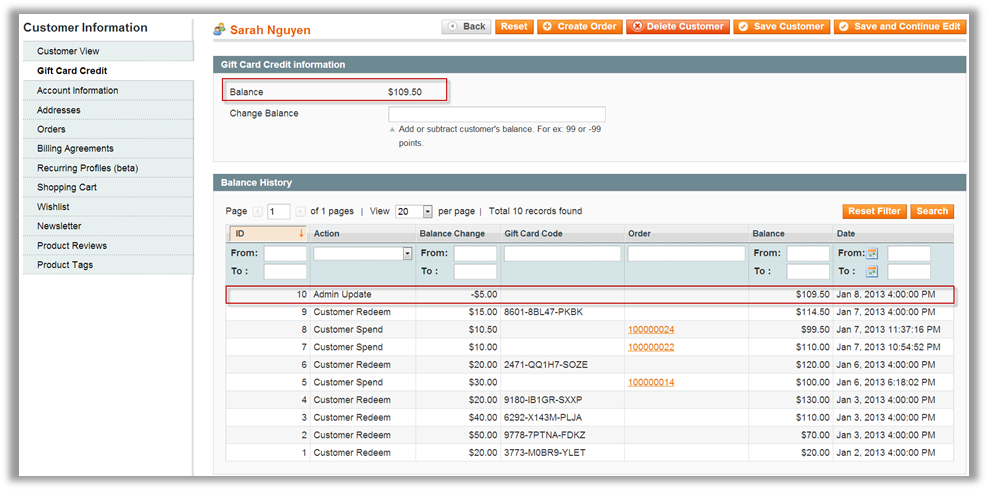 Customer Information
Customer View
Gift Card Credit
Account Information
Addresses
Orders
Billing Agreements
Recurring Profiles (beta)
Shopping Cart
Wishlist
Newsletter
Product Reviews
Product Tags
Sarah Nguyen Back Reset Create Order Delete Customer Save Customer Save and Continue Edit
Gift Card Credit information
Balance $109.50
Change Balance
Add or subtract customer's balance. For ex: 99 or -99
points.
Balance History
Page 1 of 1 pages | View 20 per page | Total 10 records found Reset Filter Search
ID Action Balance Change Gift Card Code Order Balance Date
From: From: From: From:
To : To : To : To :
10 Admin Update -$5.00 $109.50 Jan 8, 2013 4:00:00 PM
9 Customer Redeem $15.00 8601-8BL47-PKBK $114.50 Jan 7, 2013 4:00:00 PM
8 Customer Spend $10.50 100000024 $99.50 Jan 7, 2013 11:37:16 PM
7 Customer Spend $10.00 100000022 $110.00 Jan 7, 2013 10:54:52 PM
6 Customer Redeem $20.00 2471-QQ1H7-SOZE $120.00 Jan 6, 2013 4:00:00 PM
5 Customer Spend $30.00 100000014 $100.00 Jan 6, 2013 6:18:02 PM
4 Customer Redeem $20.00 9180-IB1GR-SXXP $130.00 Jan 3, 2013 4:00:00 PM
3 Customer Redeem $40.00 6292-X143M-PLJA $110.00 Jan 3, 2013 4:00:00 PM
2 Customer Redeem $50.00 9778-7PTNA-FDKZ $70.00 Jan 3, 2013 4:00:00 PM
1 Customer Redeem $20.00 3773-M0BR9-YLET $20.00 Jan 2, 2013 4:00:00 PM